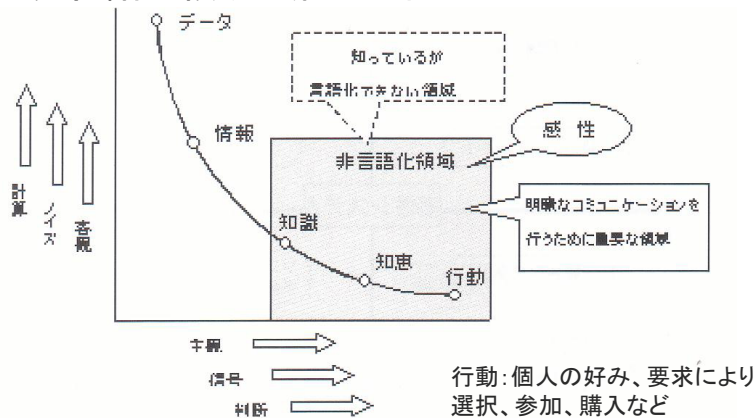 データ
知っているが
言語化できない領域
情報
感性
非言語化領域
計算
ノイズ
客観
明瞭なコミュニケーションを
行うために重要な領域
知識
知恵
行動
主観
信号
判断
行動:個人の好み、要求により
選択、参加、購入など